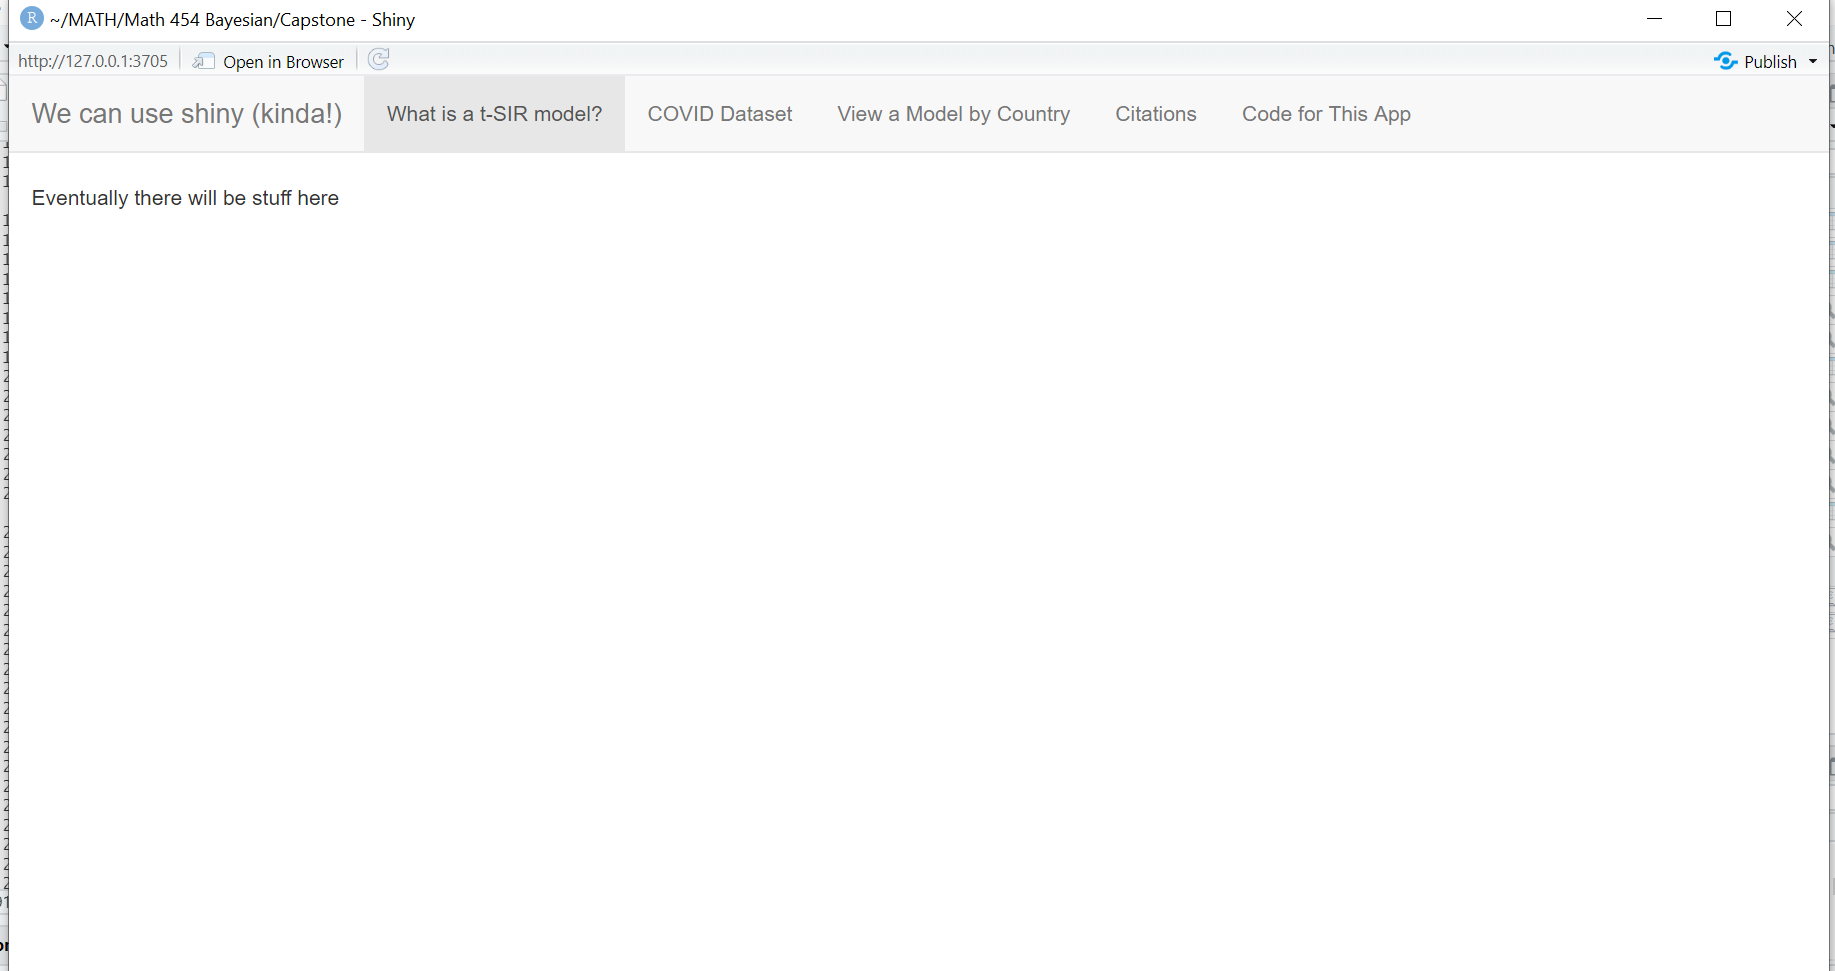 ~/MATH/Math 454 Bayesian/Capstone - Shiny
http://127.0.0.1:3705 Open in Browser Publish
We can use shiny (kinda!) What is a t-SIR model? COVID Dataset View a Model by Country Citations Code for This App
Eventually there will be stuff here